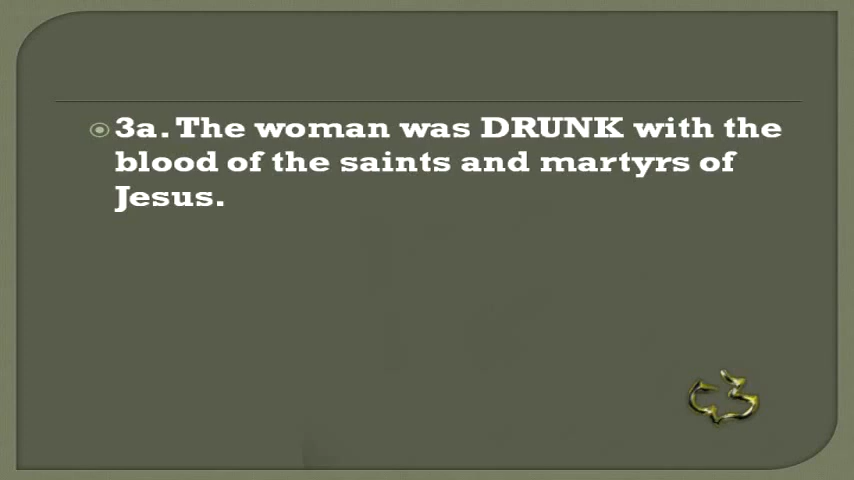 3a. The woman was DRUNK with the
blood of the saints and martyrs of
Jesus.